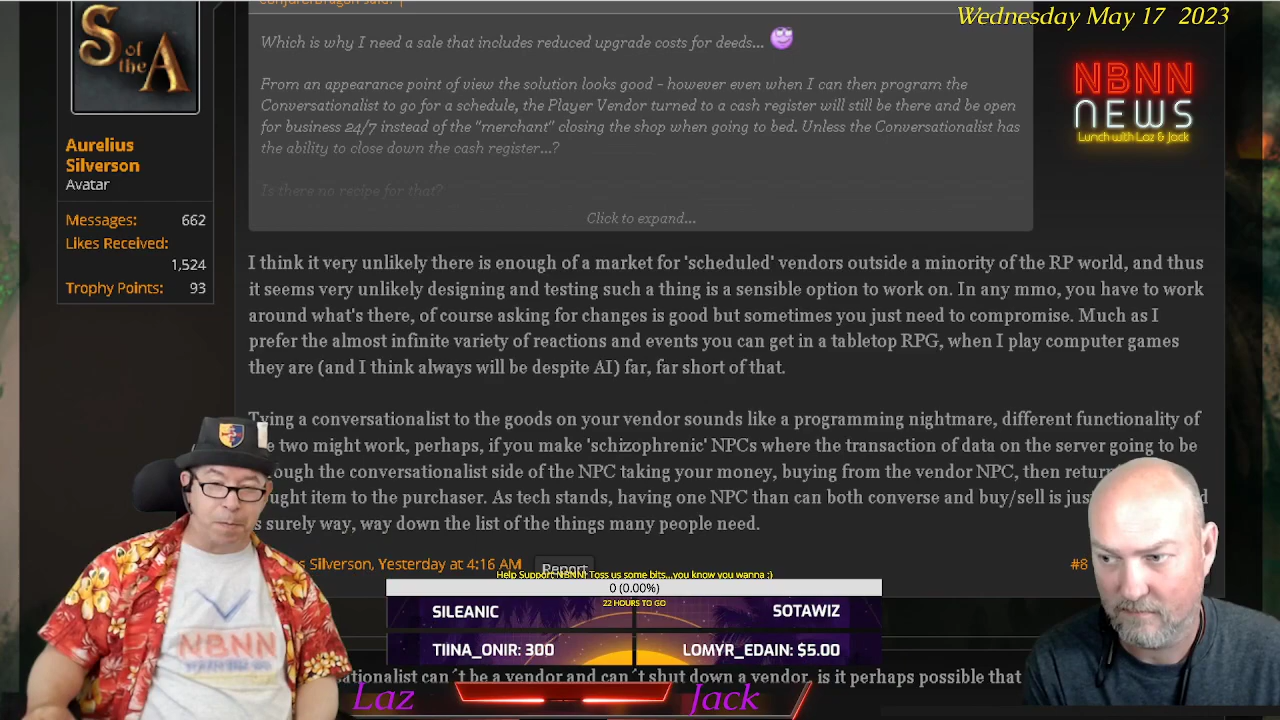 ConjurerDragon said:
Wednesday May 17 2023
S of the A
Which is why I need a sale that includes reduced upgrade costs for deeds...
From an appearance point of view the solution looks good - however even when I can then program the
Conversationalist to go for a schedule, the Player Vendor turned to a cash register will still be there and be open
for business 24/7 instead of the "merchant" closing the shop when going to bed. Unless the Conversationalist has
the ability to close down the cash register...?
Is there no recipe for that?
Click to expand...
NBNN
NEWS
Lunch with Laz & Jack
Aurelius
Silverson
Avatar
Messages: 662
Likes Received:
1,524
Trophy Points: 93
I think it very unlikely there is enough of a market for 'scheduled' vendors outside a minority of the RP world, and thus
it seems very unlikely designing and testing such a thing is a sensible option to work on. In any mmo, you have to work
around what's there, of course asking for changes is good but sometimes you just need to compromise. Much as I
prefer the almost infinite variety of reactions and events you can get in a tabletop RPG, when I play computer games
they are (and I think always will be despite AI) far, far short of that.
Tying a conversationalist to the goods on your vendor sounds like a programming nightmare, different functionality of
two might work, perhaps, if you make 'schizophrenic' NPCs where the transaction of data on the server going to be
the conversationalist side of the NPC taking your money, buying from the vendor NPC, then
item to the purchaser. As tech stands, having one NPC than can both converse and buy/sell is
surely way, way down the list of the things many people need.
Silverson, Yesterday at 4:16 AM Report #8
Help Support NBNN! Toss us some bits...you know you wanna :)
0 (0.00%)
22 HOURS TO GO
SILEANIC SOTAWIZ
TIINA_ONIR: 300 LOMYR_EDAIN: $5.00
can´t be a vendor and can´t shut down a vendor, is it perhaps possible that
Laz Jack
NBNN